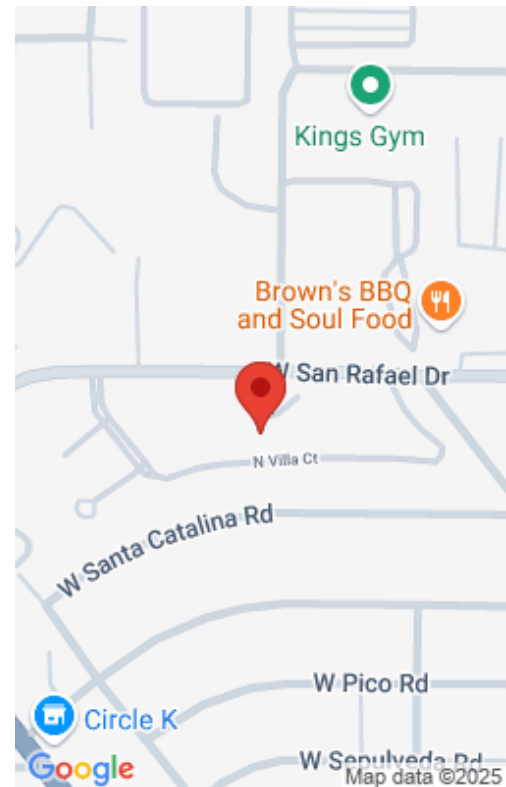 Kings Gym
Brown's BBQ
and Soul Food
W San Rafael Dr
N Villa Ct
W Santa Catalina Rd
W Pico Rd
Circle K
W Sepulveda Rd
Google
Map data ©2025